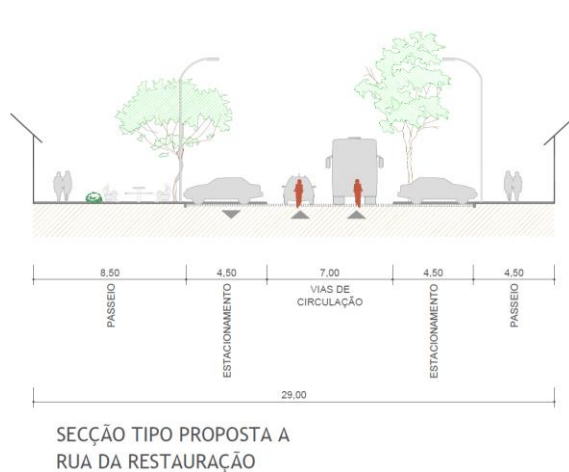 8,50
4,50
7,00
4,50
4,50
PASSEIO
ESTACIONAMENTO
VIAS DE
CIRCULAÇÃO
ESTACIONAMENTO
PASSEIO
29,00
SECÇÃO TIPO PROPOSTA A
RUA DA RESTAURAÇÃO